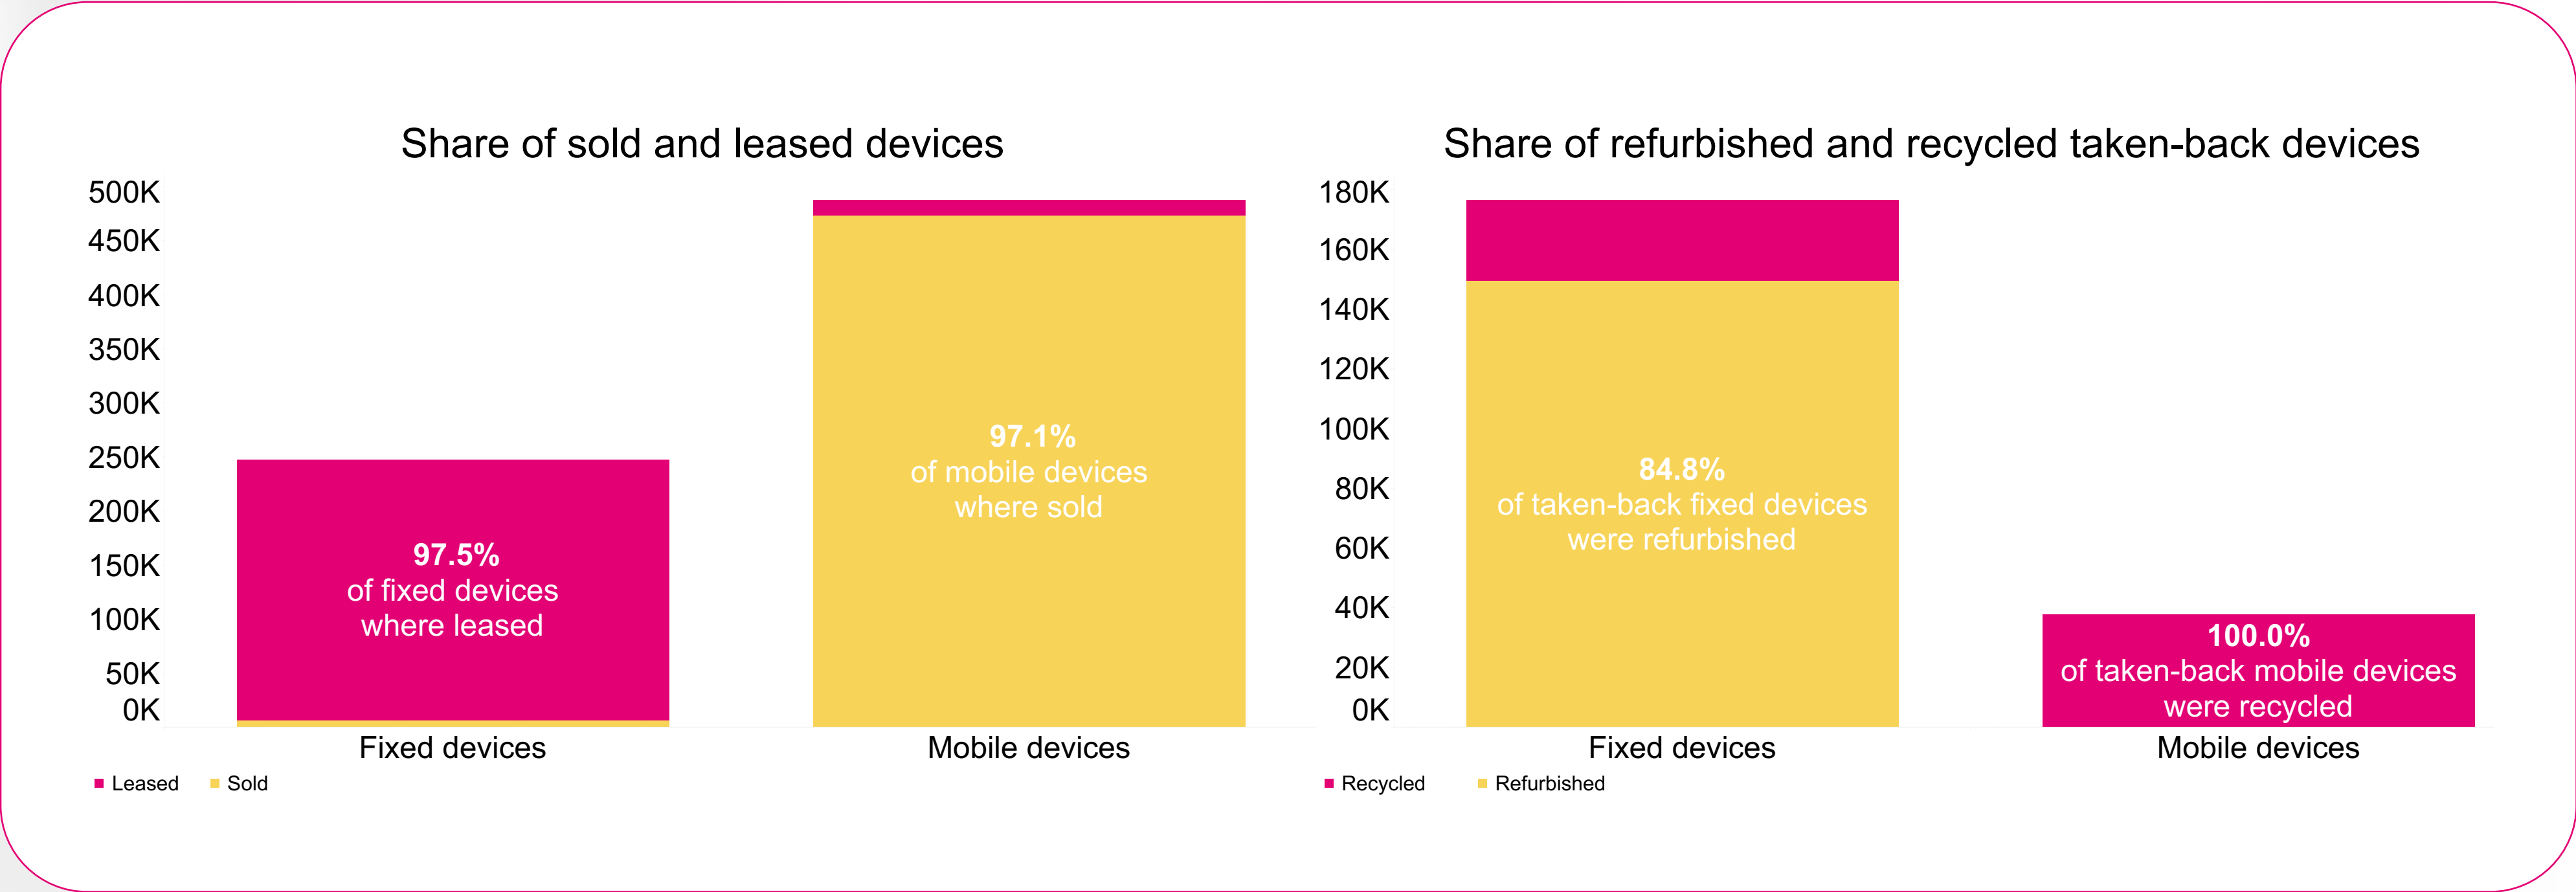 Share of sold and leased devices
500K
450K
400K
350K
300K
250K
200K
150K
100K
50K
0K
97.5%
of fixed devices
where leased
97.1%
of mobile devices
where sold
Fixed devices
Mobile devices
Leased
Sold
Share of refurbished and recycled taken-back devices
180K
160K
140K
120K
100K
80K
60K
40K
20K
0K
84.8%
of taken-back fixed devices
were refurbished
100.0%
of taken-back mobile devices
were recycled
Fixed devices
Mobile devices
Recycled
Refurbished